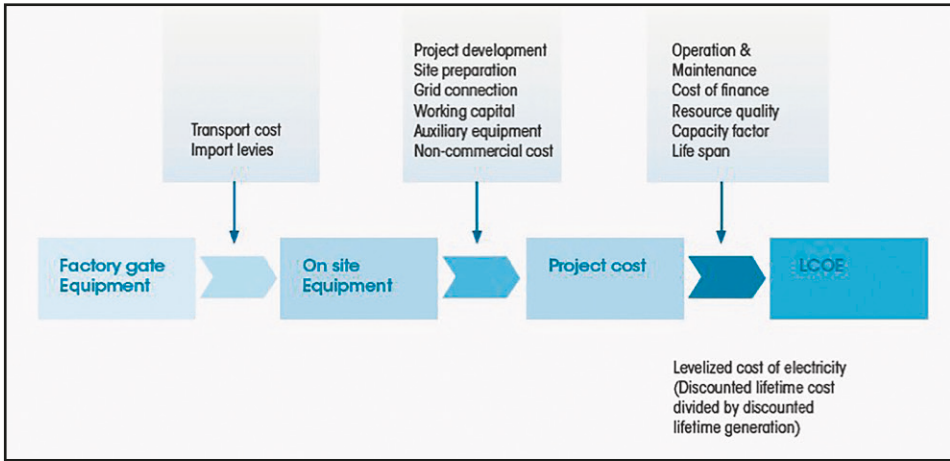 Transport cost
Import levies
Project development
Site preparation
Grid connection
Working capital
Auxiliary equipment
Non-commercial cost
Operation &
Maintenance
Cost of finance
Resource quality
Capacity factor
Life span
Factory gate
Equipment
On site
Equipment
Project cost
LCOE
Levelized cost of electricity
(Discounted lifetime cost
divided by discounted
lifetime generation)